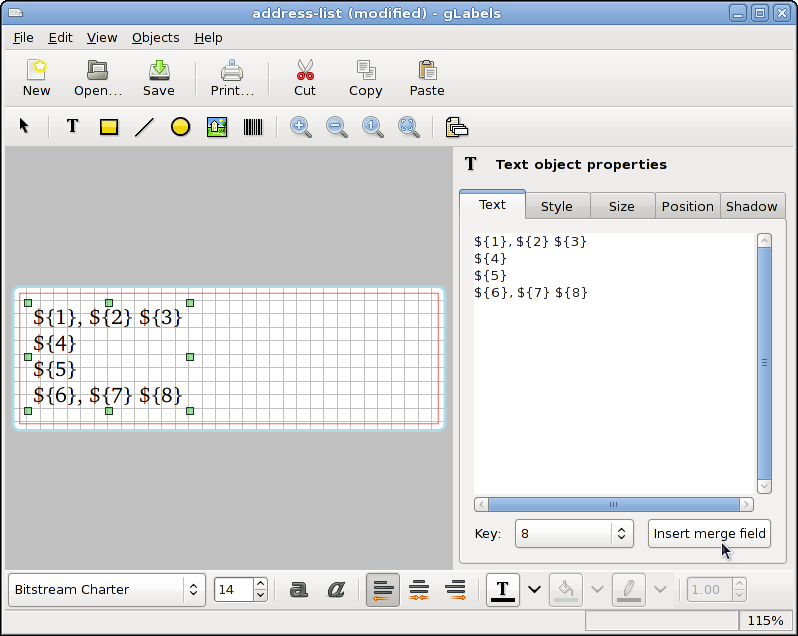 address-list (modified) - gLabels
File Edit View Objects Help
New Open... Save Print... Cut Copy Paste
T
1
T Text object properties
Text Style Size Position Shadow
${1}, ${2} ${3}
${4}
${5}
${6}, ${7} ${8}
${1}, ${2} ${3}
${4}
${5}
${6}, ${7} ${8}
Key: 8 Insert merge field
Bitstream Charter 14 a a T 1.00
115%